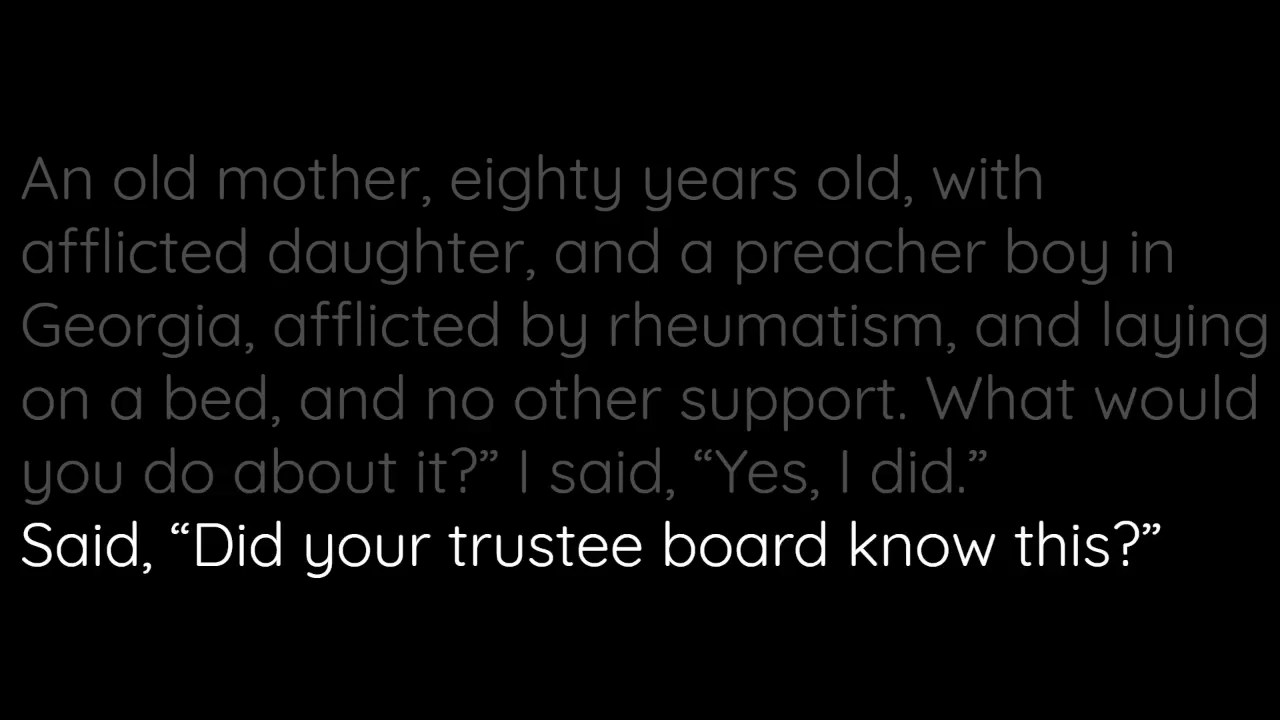 An old mother, eighty years old, with
afflicted daughter, and a preacher boy in
Georgia, afflicted by rheumatism, and laying
on a bed, and no other support. What would
you do about it?” I said, “Yes, I did.”
Said, “Did your trustee board know this?”